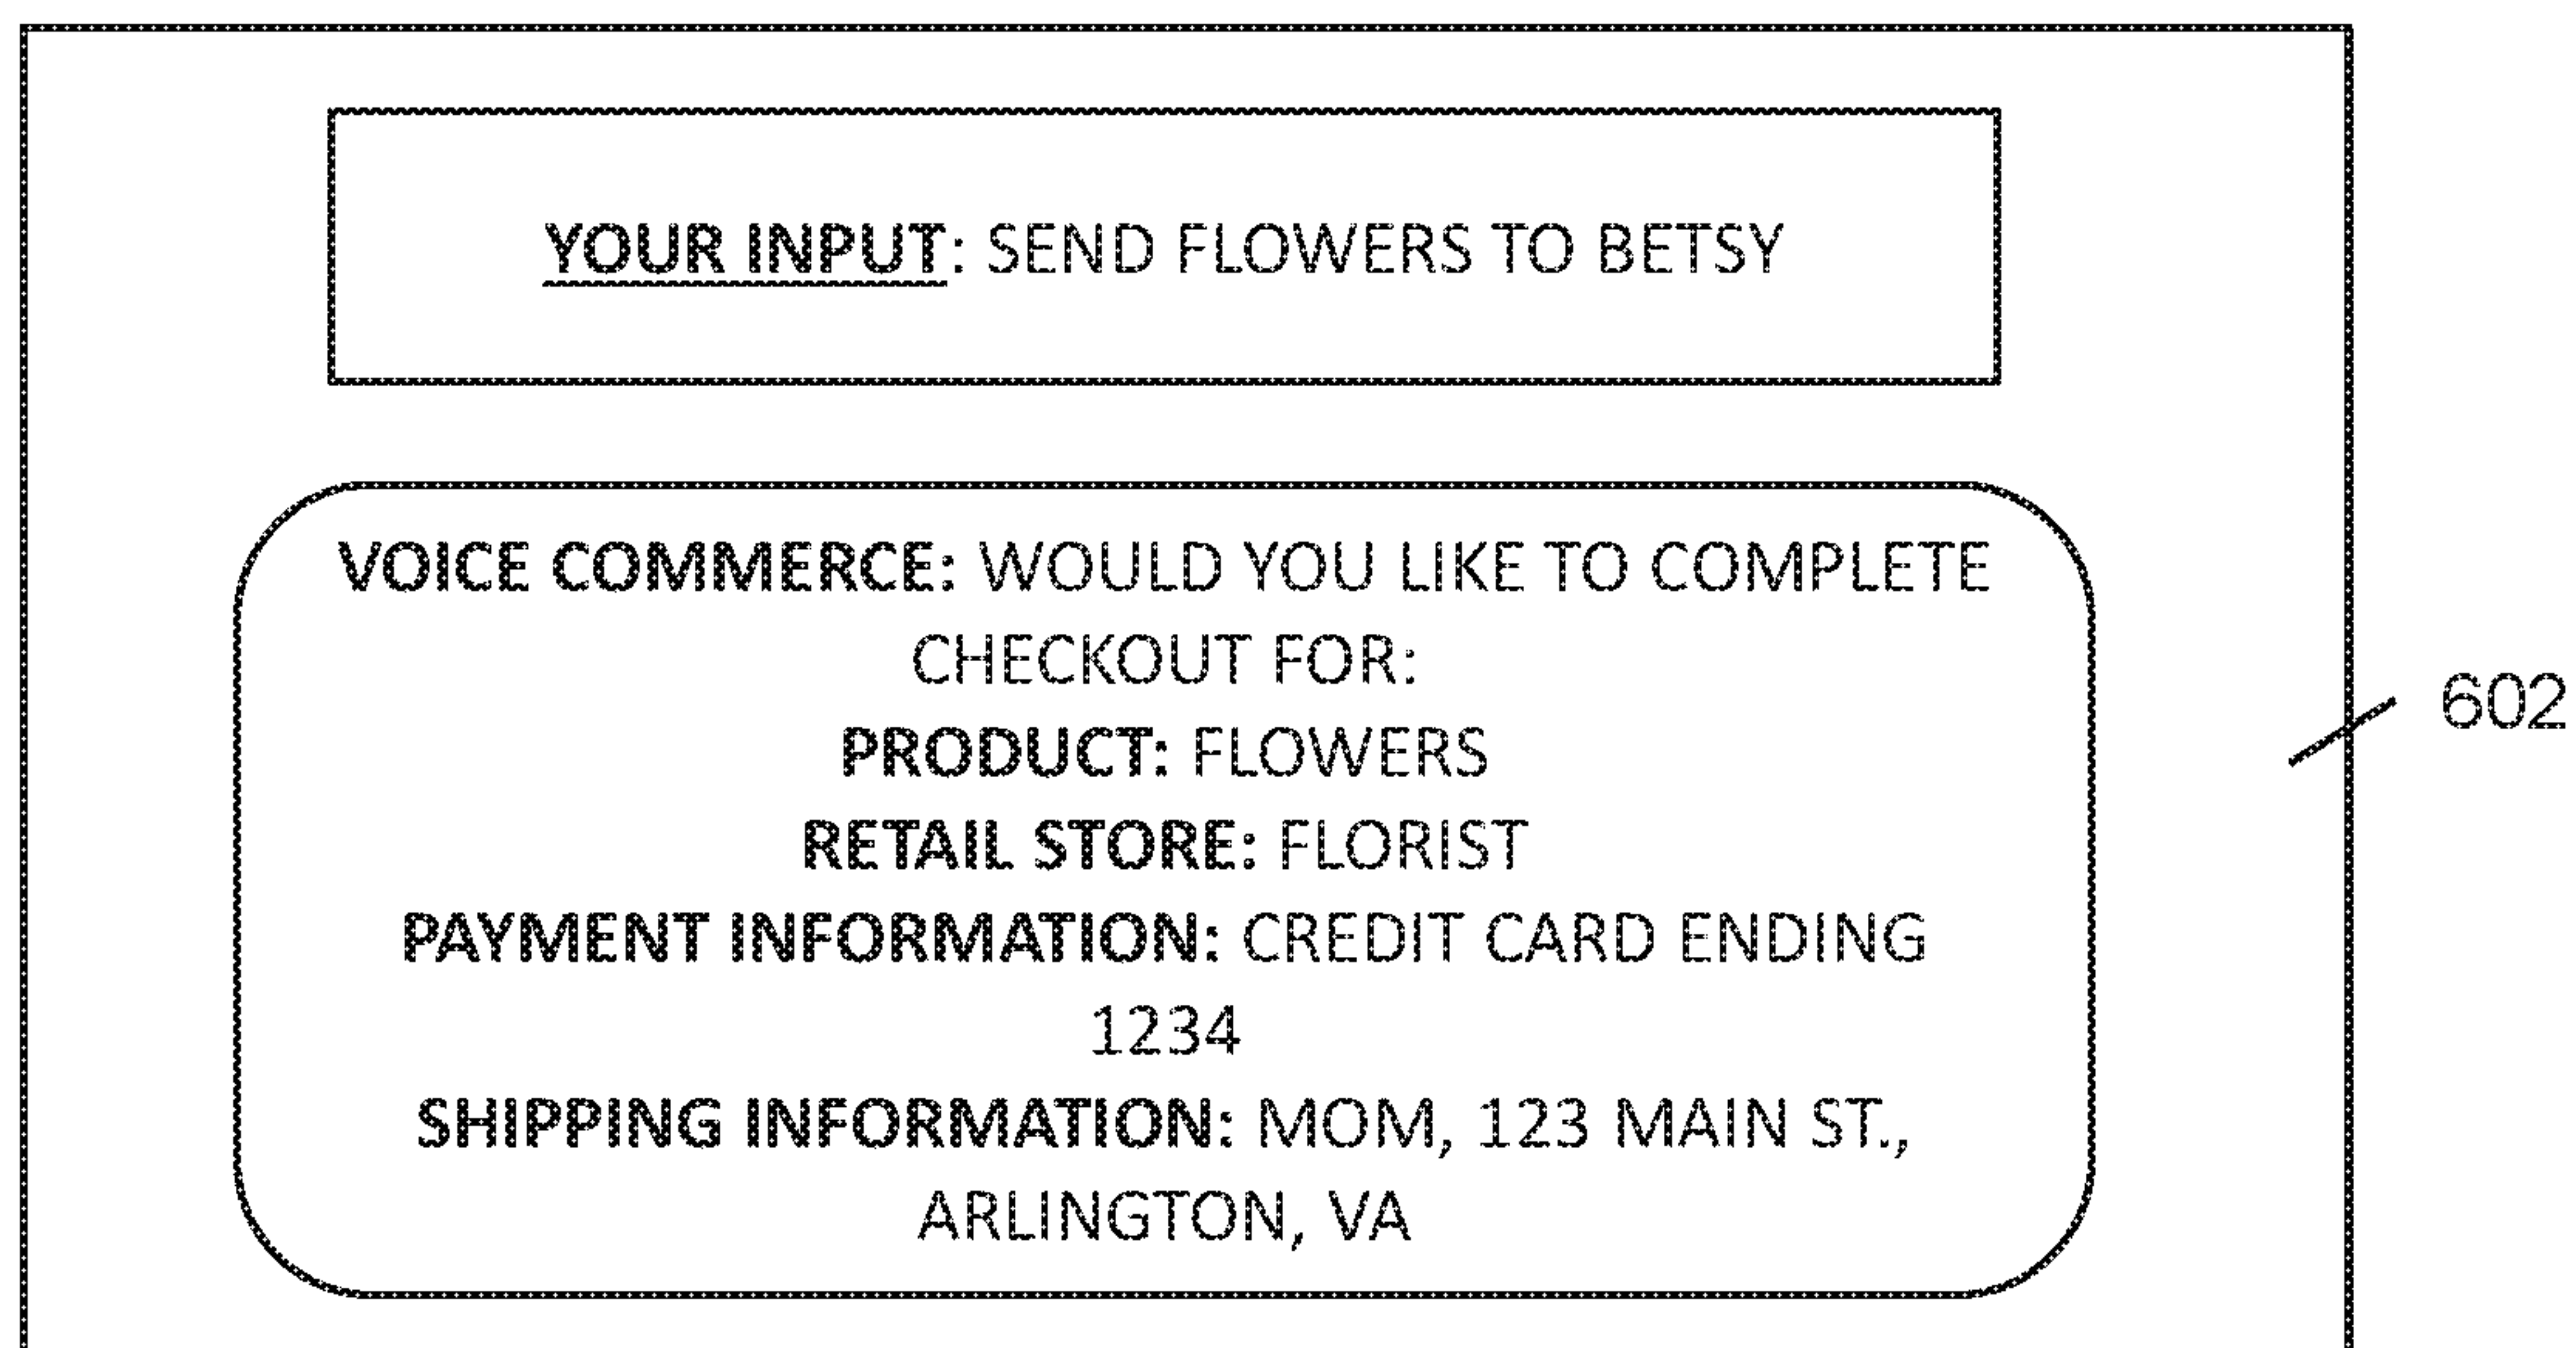 YOUR INPUT: SEND FLOWERS TO BETSY
VOICE COMMERCE: WOULD YOU LIKE TO COMPLETE
CHECKOUT FOR:
PRODUCT: FLOWERS
RETAIL STORE: FLORIST
PAYMENT INFORMATION: CREDIT CARD ENDING
1234
SHIPPING INFORMATION: MOM, 123 MAIN ST.,
ARLINGTON, VA
602